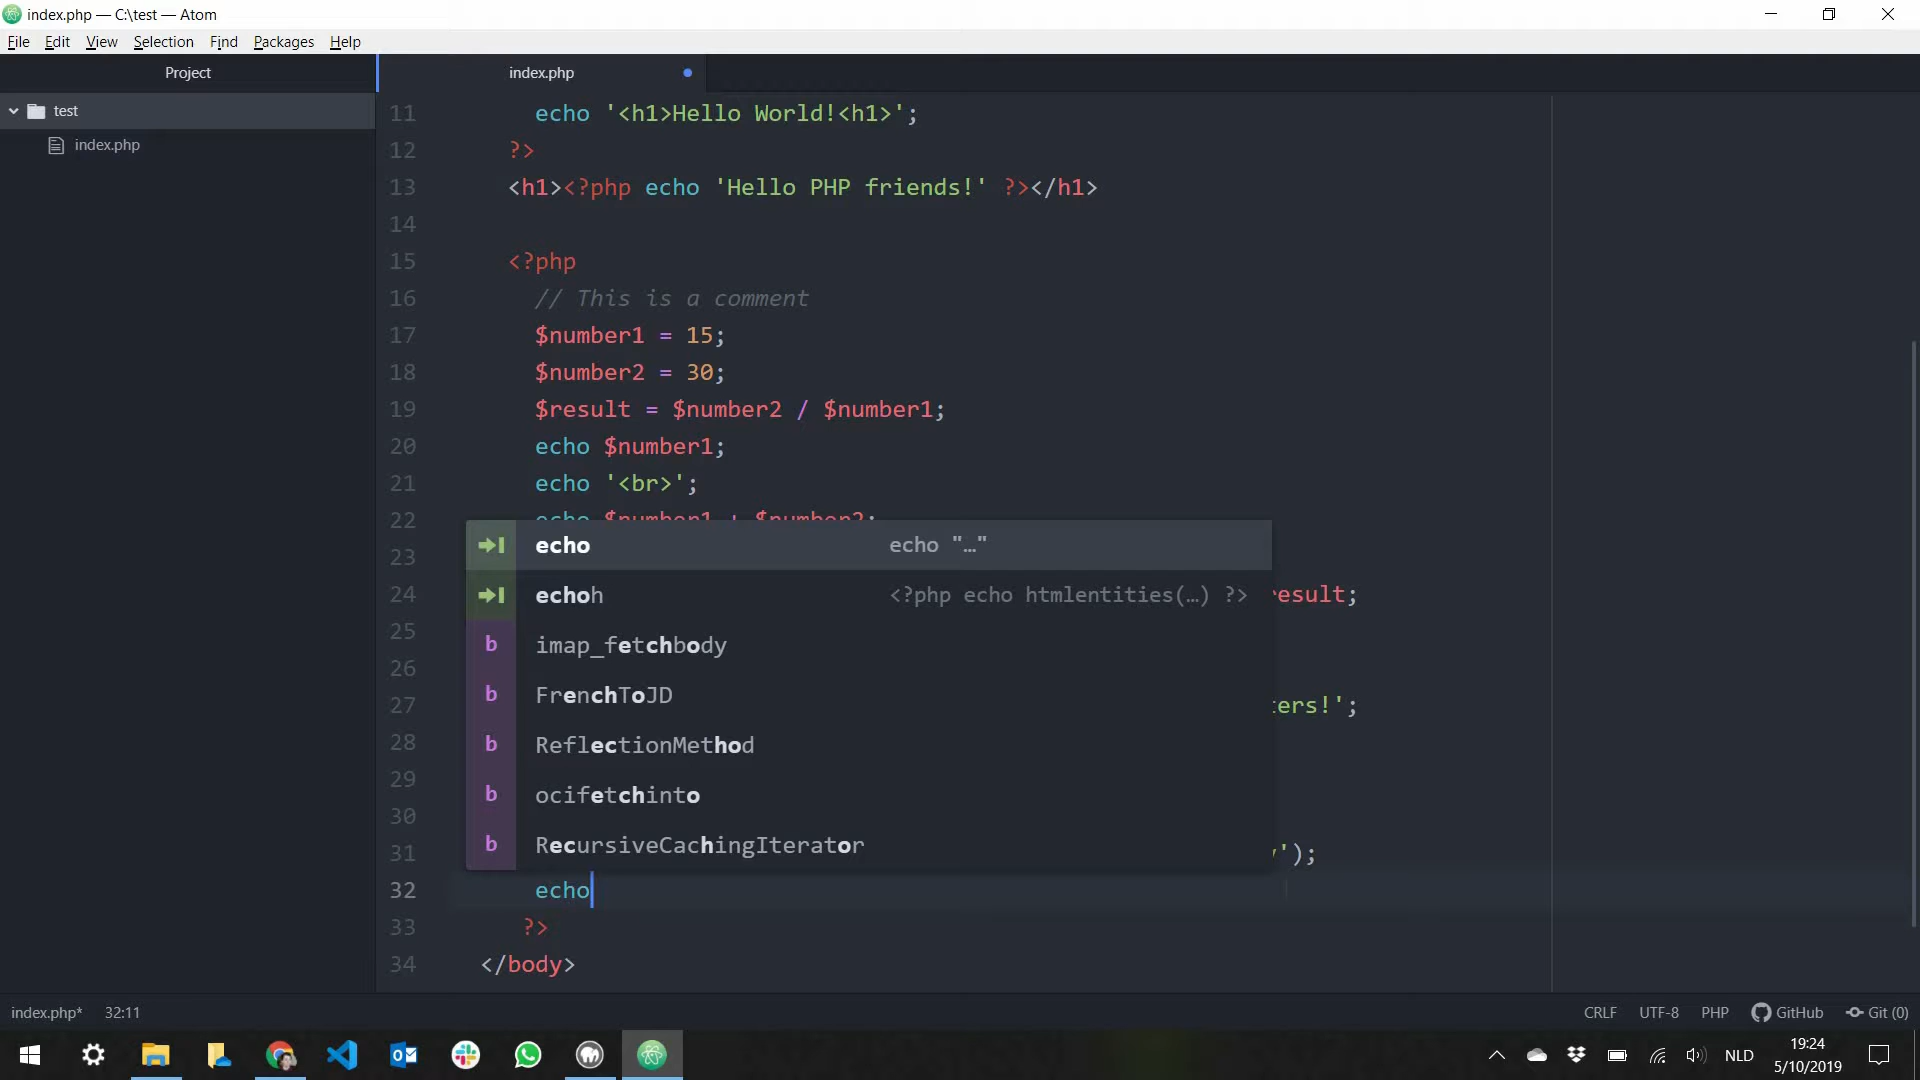 index.php — C:\test — Atom
File Edit View Selection Find Packages Help
Project
index.php
test
index.php
11 echo '<h1>Hello World!<h1>';
12 ?>
13 <h1><?php echo 'Hello PHP friends!' ?></h1>
14
15 <?php
16 // This is a comment
17 $number1 = 15;
18 $number2 = 30;
19 $result = $number2 / $number1;
20 echo $number1;
21 echo '<br>';
22 echo $number1 + $number2;
23
echo echo "…"
24 esult;
echoh <?php echo htmlentities(…) ?>
25
imap_fetchbody
26
FrenchToJD
27 ers!';
28
ReflectionMethod
29
ocifetchinto
30
RecursiveCachingIterator
31 ');
32 echo
33 ?>
34 </body>
index.php* 32:11
CRLF UTF-8 PHP GitHub Git (0)
NLD
19:24
5/10/2019